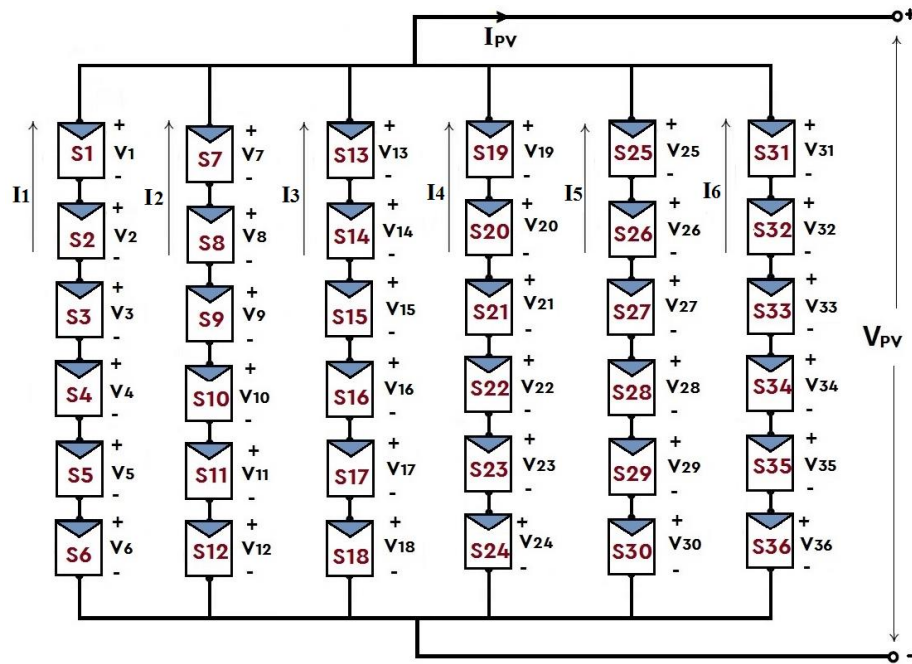 IPV +
+ + + + + +
S1 V1 S7 V7 S13 V13 S19 V19 S25 V25 S31 V31
- - - - - -
I1 I2 I3 I4 I5 I6
+ + + + + +
S2 V2 S8 V8 S14 V14 S20 V20 S26 V26 S32 V32
- - - - - -
+ + + + + +
S3 V3 S9 V9 S15 V15 S21 V21 S27 V27 S33 V33
- - - - - -
VPV
+ + + + + +
S4 V4 S10 V10 S16 V16 S22 V22 S28 V28 S34 V34
- - - - - -
+ + + + + +
S5 V5 S11 V11 S17 V17 S23 V23 S29 V29 S35 V35
- - - - - -
+ + + + + +
S6 V6 S12 V12 S18 V18 S24 V24 S30 V30 S36 V36
- - - - - -
-